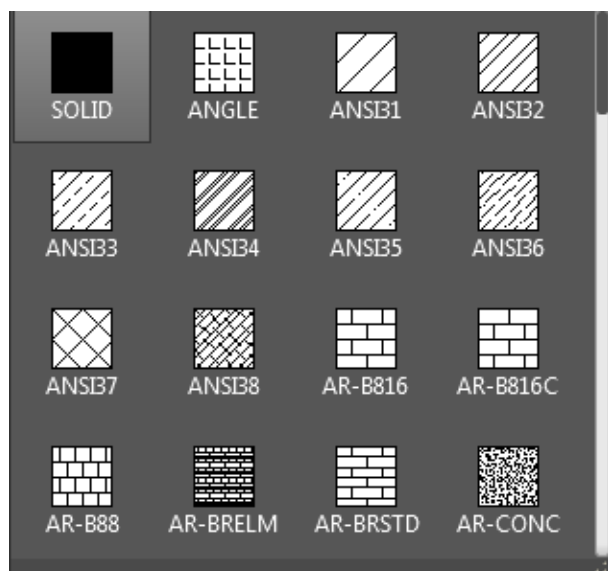 SOLID ANGLE ANSI31 ANSI32
ANSI33 ANSI34 ANSI35 ANSI36
ANSI37 ANSI38 AR-B816 AR-B816C
AR-B88 AR-BRELM AR-BRSTD AR-CONC